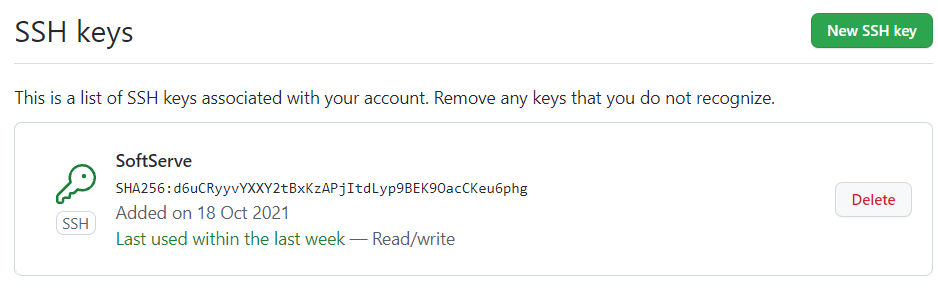 SSH keys
New SSH key
This is a list of SSH keys associated with your account. Remove any keys that you do not recognize.
SoftServe
SHA256:d6uCRyyvYXXY2tBxKzAPjItdLyp9BEK9OacCKeu6phg
Added on 18 Oct 2021
SSH
Delete
Last used within the last week — Read/write